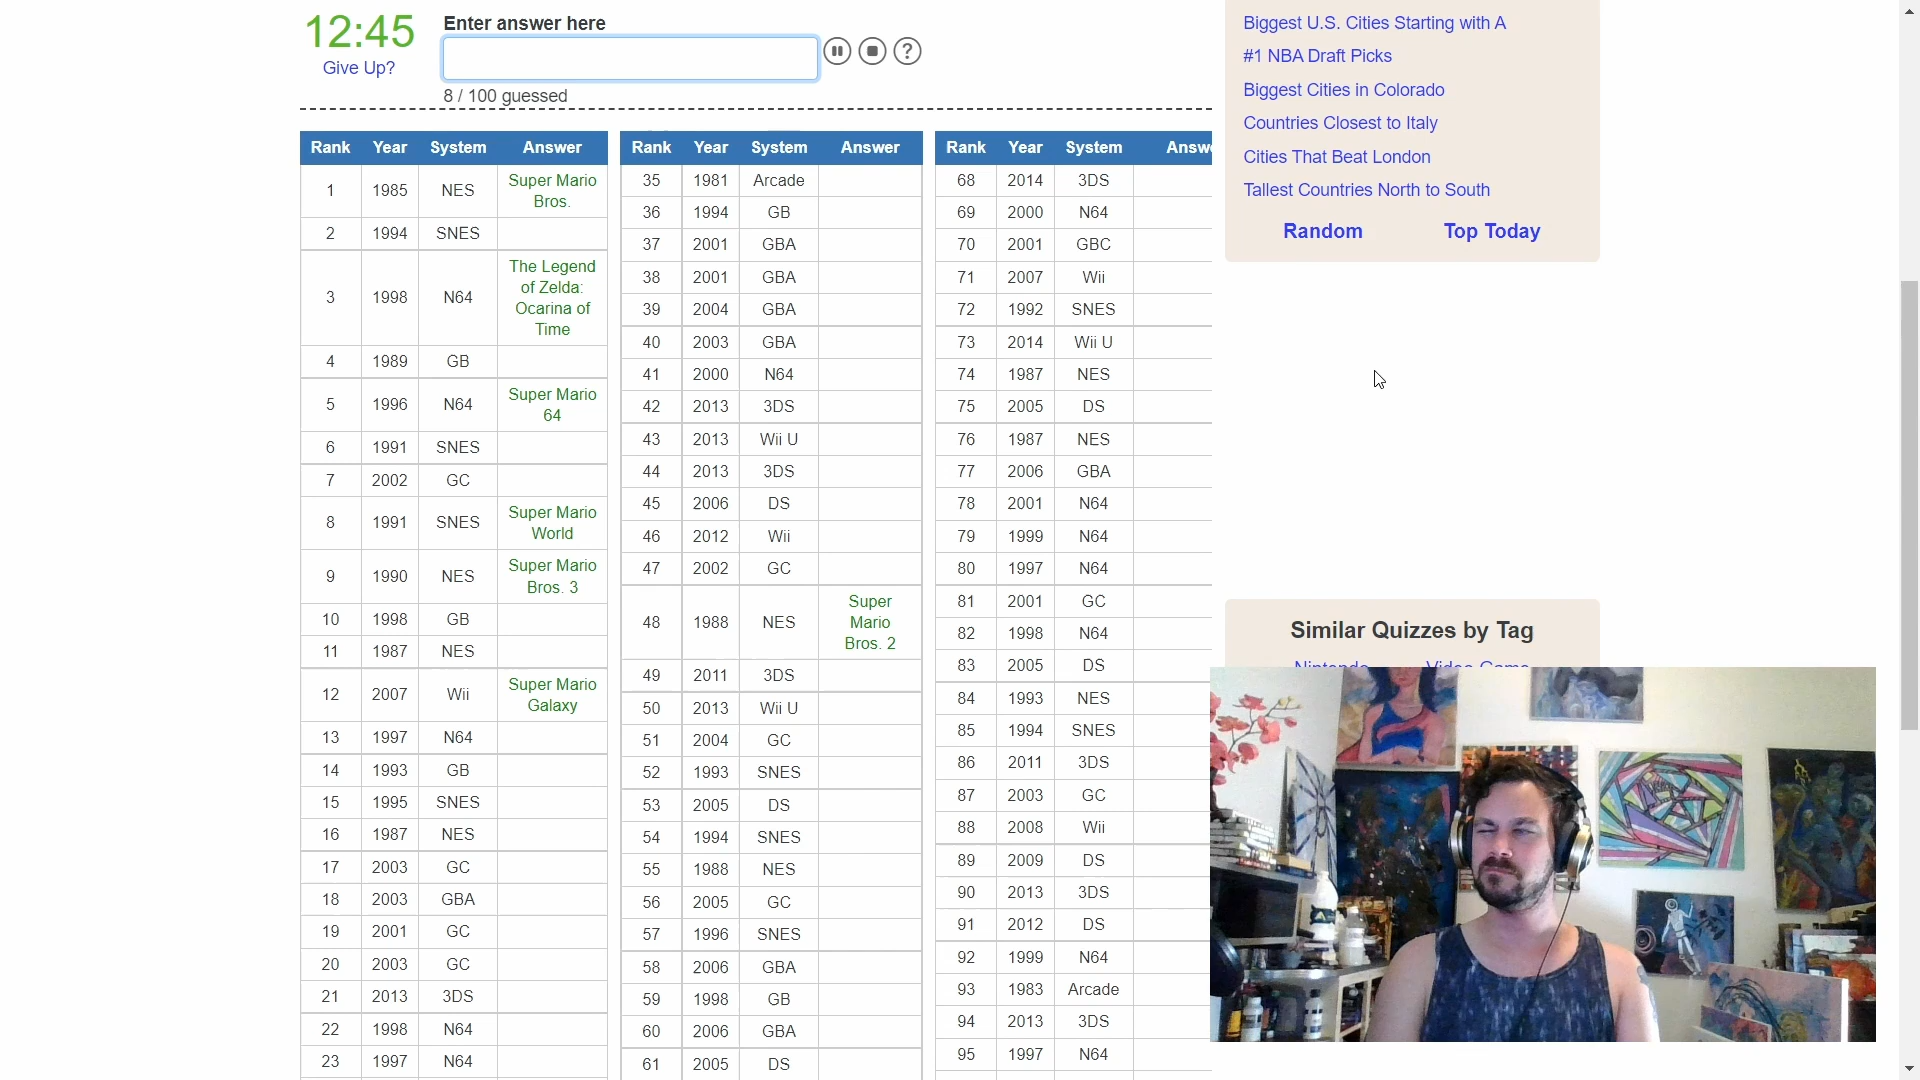 12:45
Give Up?
Enter answer here
8 / 100 guessed
Rank Year System Answer
1 1985 NES Super Mario Bros.
2 1994 SNES
3 1998 N64 The Legend of Zelda: Ocarina of Time
4 1989 GB
5 1996 N64 Super Mario 64
6 1991 SNES
7 2002 GC
8 1991 SNES Super Mario World
9 1990 NES Super Mario Bros. 3
10 1998 GB
11 1987 NES
12 2007 Wii Super Mario Galaxy
13 1997 N64
14 1993 GB
15 1995 SNES
16 1987 NES
17 2003 GC
18 2003 GBA
19 2001 GC
20 2003 GC
21 2013 3DS
22 1998 N64
23 1997 N64
Rank Year System Answer
35 1981 Arcade
36 1994 GB
37 2001 GBA
38 2001 GBA
39 2004 GBA
40 2003 GBA
41 2000 N64
42 2013 3DS
43 2013 Wii U
44 2013 3DS
45 2006 DS
46 2012 Wii
47 2002 GC
48 1988 NES Super Mario Bros. 2
49 2011 3DS
50 2013 Wii U
51 2004 GC
52 1993 SNES
53 2005 DS
54 1994 SNES
55 1988 NES
56 2005 GC
57 1996 SNES
58 2006 GBA
59 1998 GB
60 2006 GBA
61 2005 DS
Rank Year System Answ
68 2014 3DS
69 2000 N64
70 2001 GBC
71 2007 Wii
72 1992 SNES
73 2014 Wii U
74 1987 NES
75 2005 DS
76 1987 NES
77 2006 GBA
78 2001 N64
79 1999 N64
80 1997 N64
81 2001 GC
82 1998 N64
83 2005 DS
84 1993 NES
85 1994 SNES
86 2011 3DS
87 2003 GC
88 2008 Wii
89 2009 DS
90 2013 3DS
91 2012 DS
92 1999 N64
93 1983 Arcade
94 2013 3DS
95 1997 N64
Biggest U.S. Cities Starting with A
#1 NBA Draft Picks
Biggest Cities in Colorado
Countries Closest to Italy
Cities That Beat London
Tallest Countries North to South
Random Top Today
Similar Quizzes by Tag
Nintendo Video Game